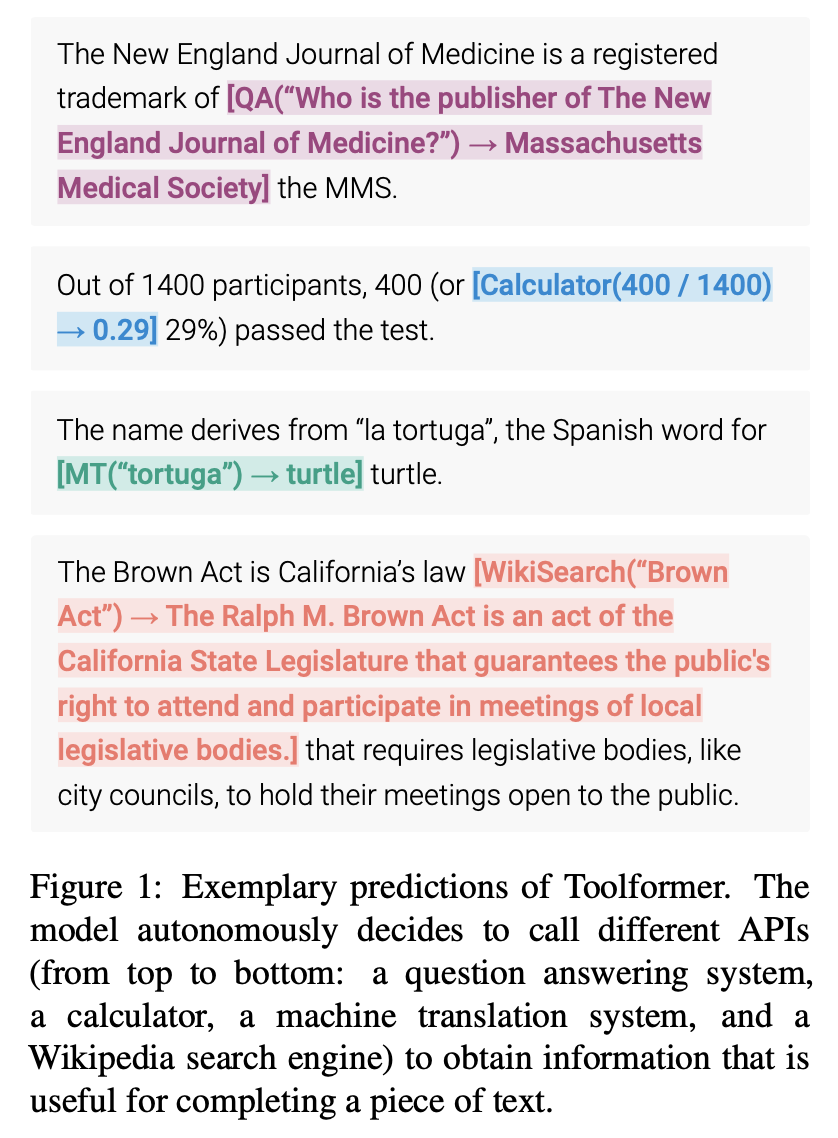 The New England Journal of Medicine is a registered
trademark of [QA(“Who is the publisher of The New
England Journal of Medicine?”) → Massachusetts
Medical Society] the MMS.
Out of 1400 participants, 400 (or [Calculator(400 / 1400)
→ 0.29] 29%) passed the test.
The name derives from “la tortuga”, the Spanish word for
[MT(“tortuga”) → turtle] turtle.
The Brown Act is California’s law [WikiSearch(“Brown
Act”) → The Ralph M. Brown Act is an act of the
California State Legislature that guarantees the public's
right to attend and participate in meetings of local
legislative bodies.] that requires legislative bodies, like
city councils, to hold their meetings open to the public.
Figure 1: Exemplary predictions of Toolformer. The
model autonomously decides to call different APIs
(from top to bottom: a question answering system,
a calculator, a machine translation system, and a
Wikipedia search engine) to obtain information that is
useful for completing a piece of text.